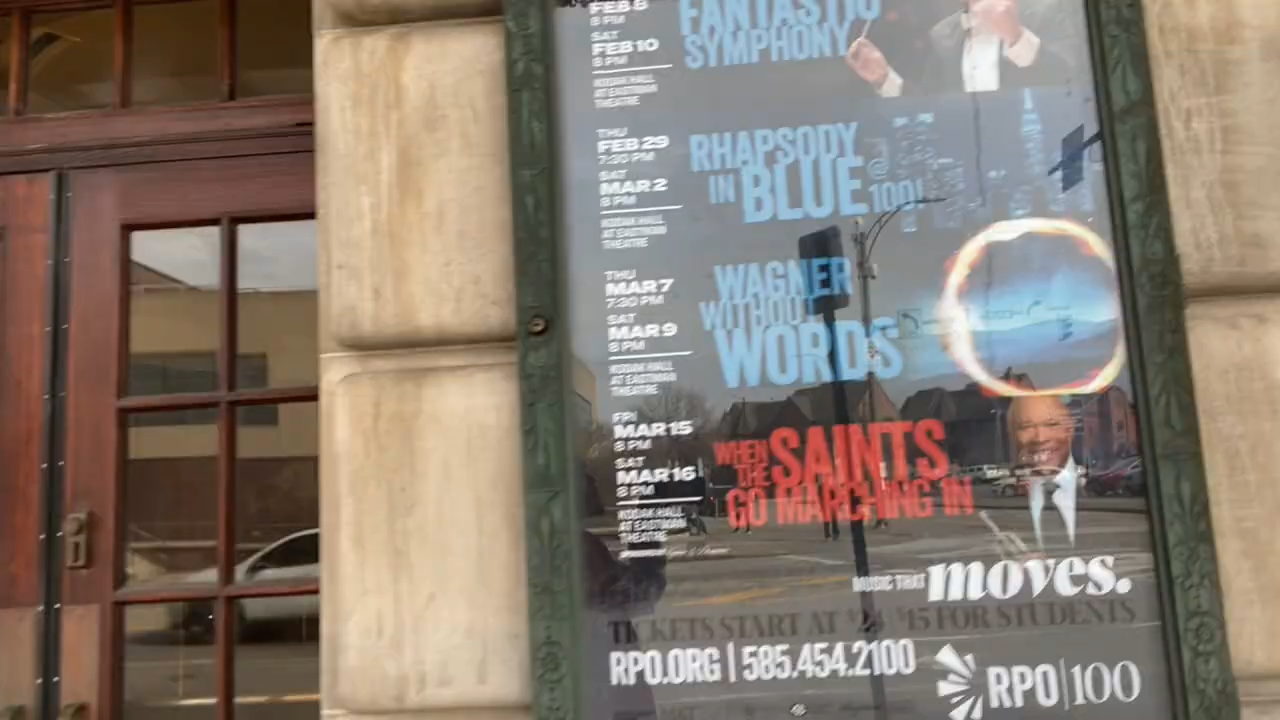 FEB 8
8 PM
SAT
FEB 10
8 PM
KODAK HALL
AT EASTMAN
THEATRE
FANTASTIC
SYMPHONY
THU
FEB 29
7:30 PM
SAT
MAR 2
8 PM
KODAK HALL
AT EASTMAN
THEATRE
RHAPSODY
IN BLUE @
100!
THU
MAR 7
7:30 PM
SAT
MAR 9
8 PM
KODAK HALL
AT EASTMAN
THEATRE
WAGNER
WITHOUT
WORDS
FRI
MAR 15
8 PM
SAT
MAR 16
8 PM
KODAK HALL
AT EASTMAN
THEATRE
WHEN
THE SAINTS
GO MARCHING IN
MUSIC THAT moves.
TICKETS START AT $15 FOR STUDENTS
RPO.ORG | 585.454.2100
RPO|100